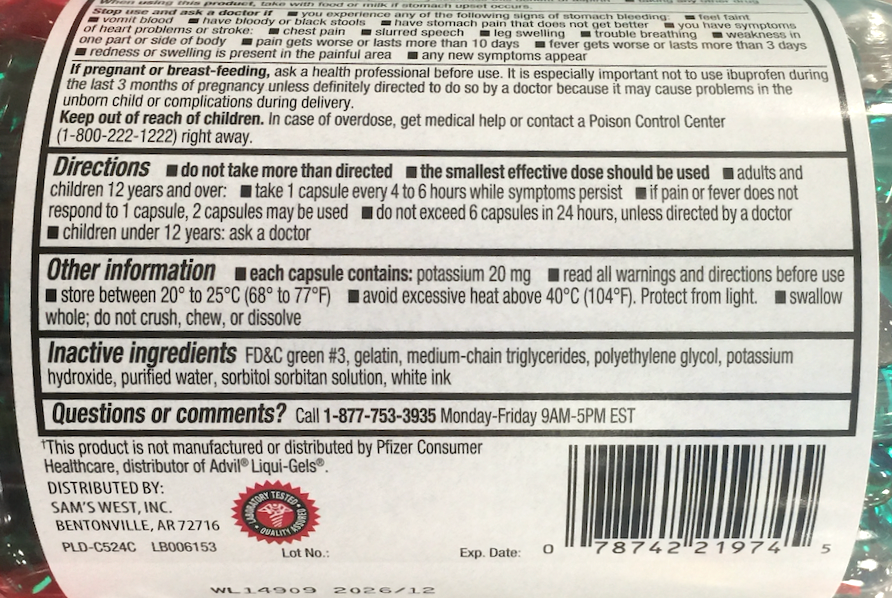 When using this product, take with food or milk if stomach upset occurs.
Stop use and ask a doctor if ■ you experience any of the following signs of stomach bleeding: ■ feel faint
■ vomit blood ■ have bloody or black stools ■ have stomach pain that does not get better ■ you have symptoms
of heart problems or stroke: ■ chest pain ■ slurred speech ■ leg swelling ■ trouble breathing ■ weakness in
one part or side of body ■ pain gets worse or lasts more than 10 days ■ fever gets worse or lasts more than 3 days
■ redness or swelling is present in the painful area ■ any new symptoms appear
If pregnant or breast-feeding, ask a health professional before use. It is especially important not to use ibuprofen during
the last 3 months of pregnancy unless definitely directed to do so by a doctor because it may cause problems in the
unborn child or complications during delivery.
Keep out of reach of children. In case of overdose, get medical help or contact a Poison Control Center
(1-800-222-1222) right away.
Directions ■ do not take more than directed ■ the smallest effective dose should be used ■ adults and
children 12 years and over: ■ take 1 capsule every 4 to 6 hours while symptoms persist ■ if pain or fever does not
respond to 1 capsule, 2 capsules may be used ■ do not exceed 6 capsules in 24 hours, unless directed by a doctor
■ children under 12 years: ask a doctor
Other information ■ each capsule contains: potassium 20 mg ■ read all warnings and directions before use
■ store between 20° to 25°C (68° to 77°F) ■ avoid excessive heat above 40°C (104°F). Protect from light. ■ swallow
whole; do not crush, chew, or dissolve
Inactive ingredients FD&C green #3, gelatin, medium-chain triglycerides, polyethylene glycol, potassium
hydroxide, purified water, sorbitol sorbitan solution, white ink
Questions or comments? Call 1-877-753-3935 Monday-Friday 9AM-5PM EST
†This product is not manufactured or distributed by Pfizer Consumer
Healthcare, distributor of Advil® Liqui-Gels®.
DISTRIBUTED BY:
SAM'S WEST, INC.
BENTONVILLE, AR 72716
LABORATORY TESTED
QUALITY ASSURED
PLD-C524C LB006153
Lot No.:
Exp. Date:
0 78742 21974 5
WL14909 2026/12